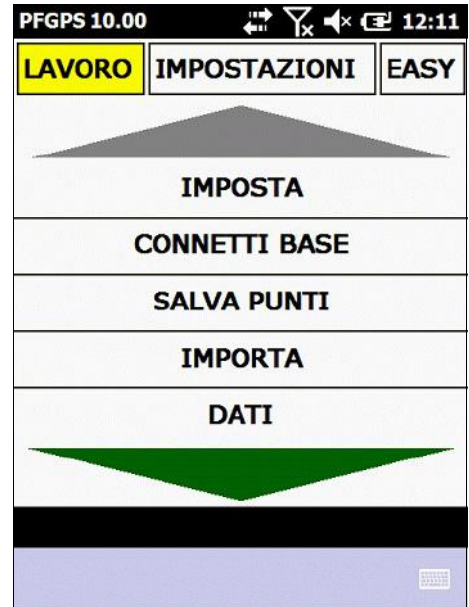 PFGPS 10.00 12:11
LAVORO IMPOSTAZIONI EASY
IMPOSTA
CONNETTI BASE
SALVA PUNTI
IMPORTA
DATI